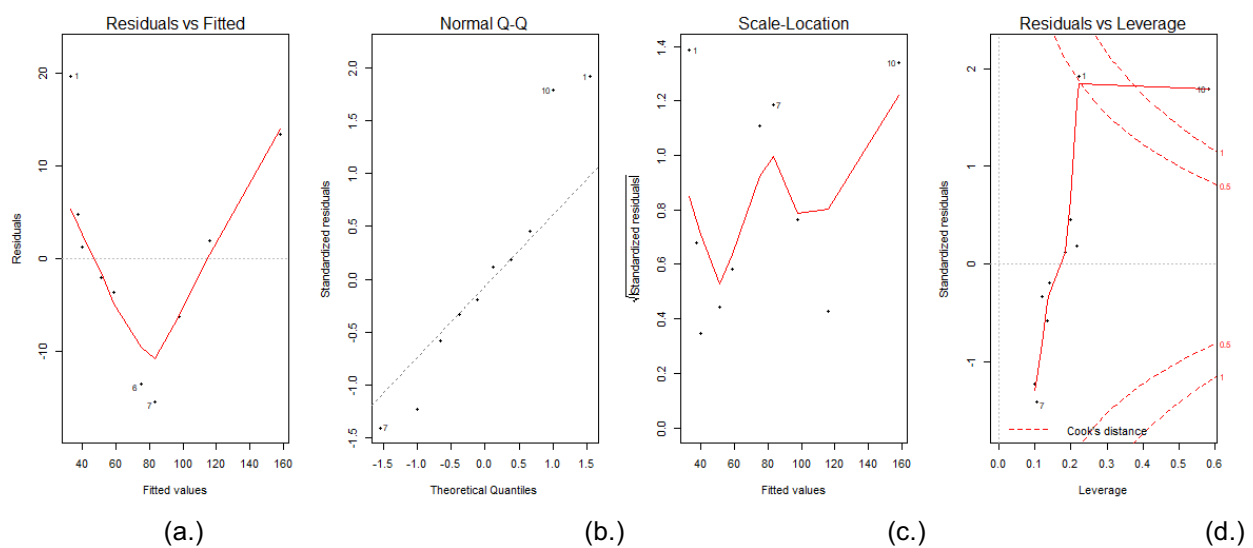 Residuals vs Fitted
Residuals
20
10
0
-10
1
6
7
40 60 80 100 120 140 160
Fitted values
(a.)
Normal Q-Q
Standardized residuals
2.0
1.5
1.0
0.5
0.0
-0.5
-1.0
-1.5
1
10
7
-1.5 -1.0 -0.5 0.0 0.5 1.0 1.5
Theoretical Quantiles
(b.)
Scale-Location
√|Standardized residuals|
1.4
1.2
1.0
0.8
0.6
0.4
0.2
0.0
1
10
7
40 60 80 100 120 140 160
Fitted values
(c.)
Residuals vs Leverage
Standardized residuals
2
1
0
-1
1
10
7
1
0.5
0.5
1
Cook's distance
0.0 0.1 0.2 0.3 0.4 0.5 0.6
Leverage
(d.)